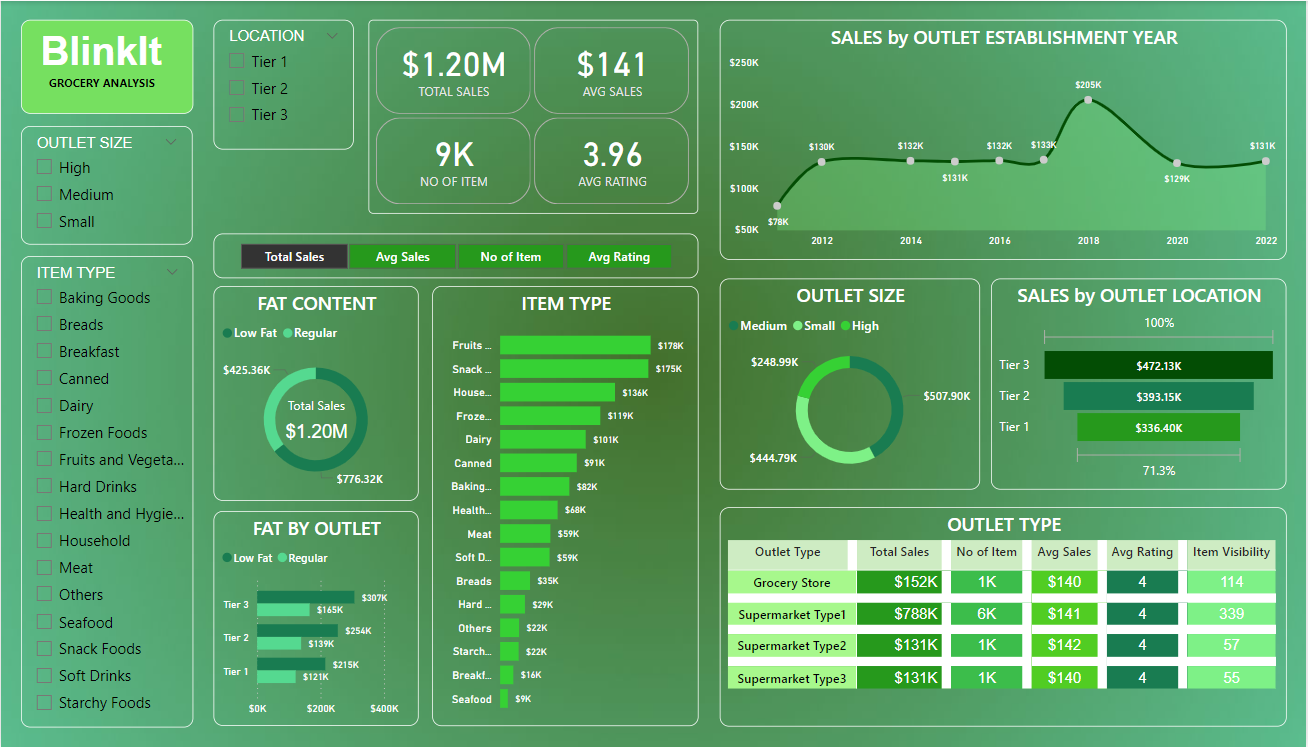 BlinkIt
GROCERY ANALYSIS
OUTLET SIZE
High
Medium
Small
ITEM TYPE
Baking Goods
Breads
Breakfast
Canned
Dairy
Frozen Foods
Fruits and Vegeta...
Hard Drinks
Health and Hygie...
Household
Meat
Others
Seafood
Snack Foods
Soft Drinks
Starchy Foods
LOCATION
Tier 1
Tier 2
Tier 3
$1.20M
TOTAL SALES
$141
AVG SALES
9K
NO OF ITEM
3.96
AVG RATING
Total Sales Avg Sales No of Item Avg Rating
FAT CONTENT
Low Fat Regular
$425.36K
Total Sales
$1.20M
$776.32K
FAT BY OUTLET
Low Fat Regular
Tier 3 $307K
$165K
Tier 2 $254K
$139K
Tier 1 $215K
$121K
$0K $200K $400K
ITEM TYPE
Fruits ... $178K
Snack ... $175K
House... $136K
Froze... $119K
Dairy $101K
Canned $91K
Baking... $82K
Health... $68K
Meat $59K
Soft D... $59K
Breads $35K
Hard ... $29K
Others $22K
Starch... $22K
Breakf... $16K
Seafood $9K
SALES by OUTLET ESTABLISHMENT YEAR
$250K
$200K
$150K
$100K
$50K
$78K
$130K
$132K
$131K
$132K
$133K
$205K
$129K
$131K
2012 2014 2016 2018 2020 2022
OUTLET SIZE
Medium Small High
$248.99K
$507.90K
$444.79K
SALES by OUTLET LOCATION
100%
Tier 3 $472.13K
Tier 2 $393.15K
Tier 1 $336.40K
71.3%
OUTLET TYPE
Outlet Type Total Sales No of Item Avg Sales Avg Rating Item Visibility
Grocery Store $152K 1K $140 4 114
Supermarket Type1 $788K 6K $141 4 339
Supermarket Type2 $131K 1K $142 4 57
Supermarket Type3 $131K 1K $140 4 55